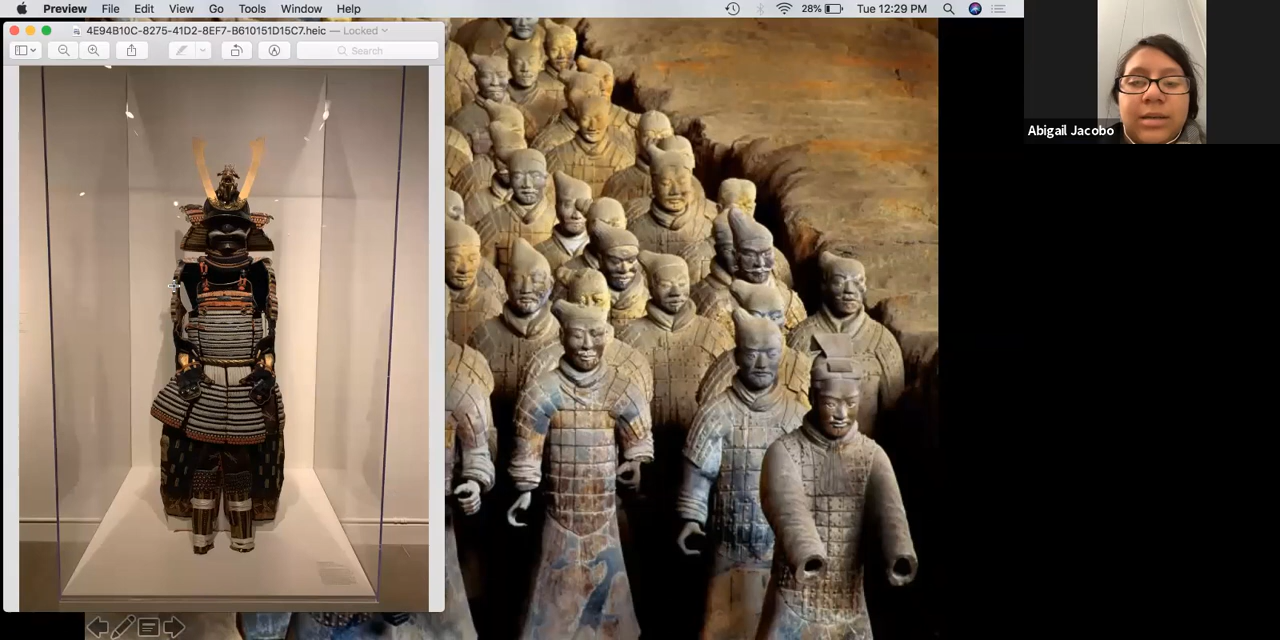 Preview File Edit View Go Tools Window Help 28% Tue 12:29 PM
4E94B10C-8275-41D2-8EF7-B610151D15C7.heic — Locked
Search
Abigail Jacobo